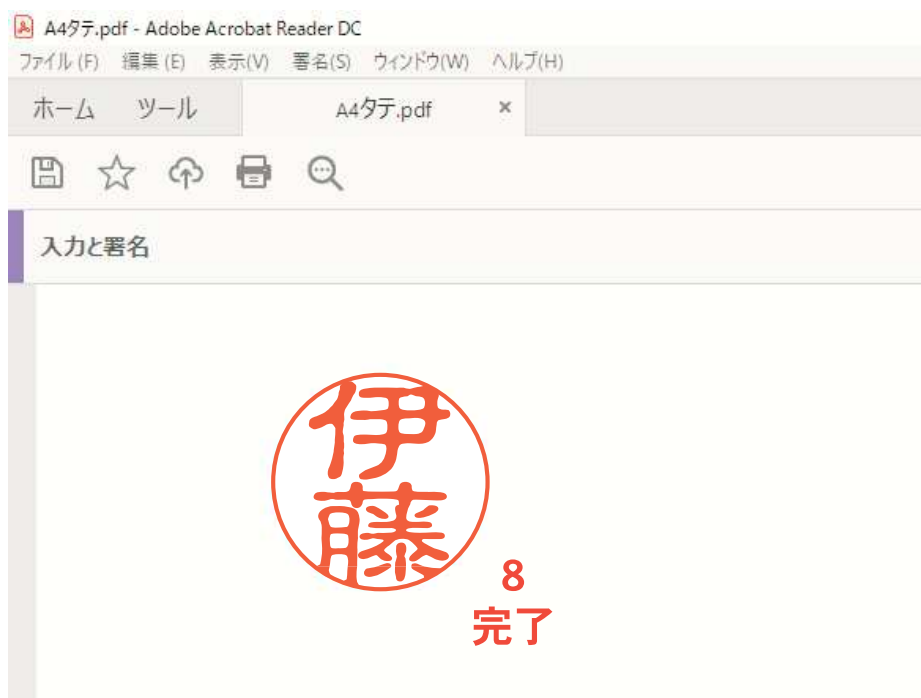 A4タテ.pdf - Adobe Acrobat Reader DC
ファイル(F) 編集(E) 表示(V) 署名(S) ウィンドウ(W) ヘルプ(H)
ホーム ツール A4タテ.pdf ×
入力と署名
伊
藤
8
完了